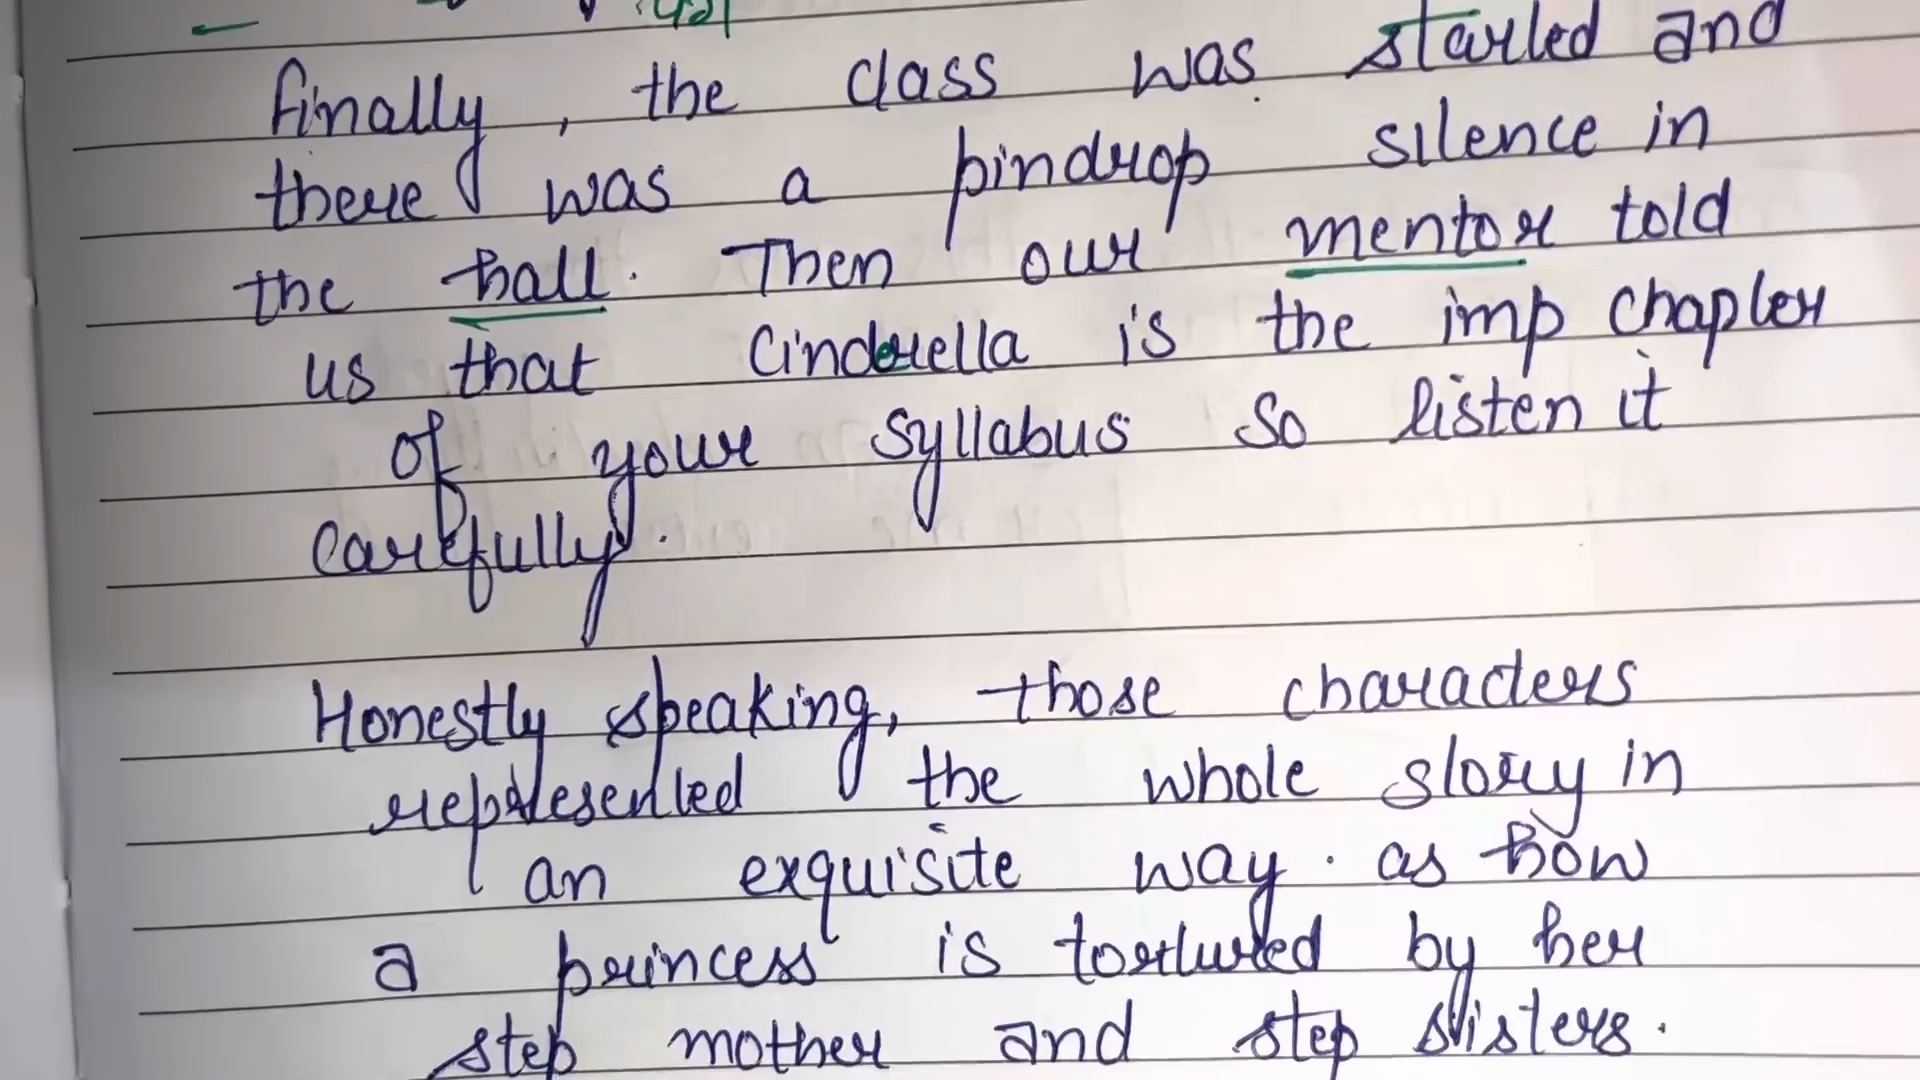 Finally, the class was started and
there was a pindrop silence in
the hall. Then our mentor told
us that Cinderella is the imp chapter
of your syllabus so listen it
carefully.
Honestly speaking, those characters
represented the whole story in
an exquisite way. as how
a princess is tortured by her
step mother and step sisters.